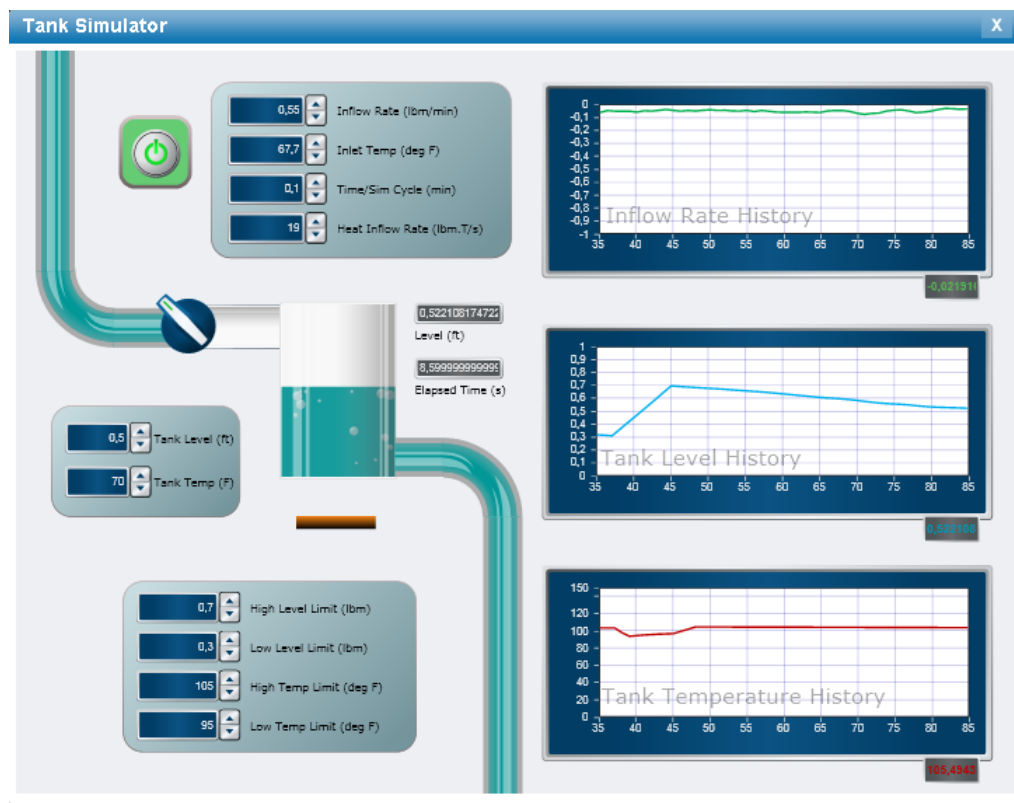 Tank Simulator
X
0,55 Inflow Rate (lbm/min)
67,7 Inlet Temp (deg F)
0,1 Time/Sim Cycle (min)
19 Heat Inflow Rate (lbm.T/s)
0
-0,1
-0,2
-0,3
-0,4
-0,5
-0,6
-0,7
-0,8
-0,9
-1
Inflow Rate History
35 40 45 50 55 60 65 70 75 80 85
0,522108174722
Level (ft)
8,599999999999
Elapsed Time (s)
1
0,9
0,8
0,7
0,6
0,5
0,4
0,3
0,2
0,1
0
Tank Level History
35 40 45 50 55 60 65 70 75 80 85
0,522108
0,5 Tank Level (ft)
70 Tank Temp (F)
0,7 High Level Limit (lbm)
0,3 Low Level Limit (lbm)
105 High Temp Limit (deg F)
95 Low Temp Limit (deg F)
150
120
100
80
60
40
20
0
Tank Temperature History
35 40 45 50 55 60 65 70 75 80 85